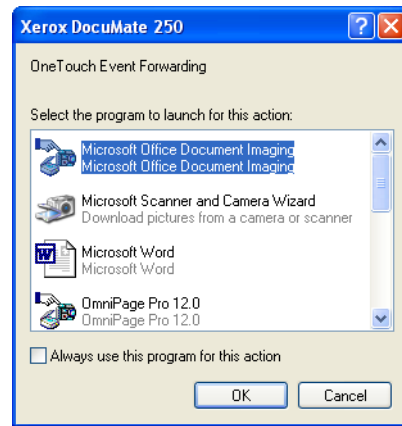 Xerox DocuMate 250
OneTouch Event Forwarding
Select the program to launch for this action:
Microsoft Office Document Imaging
Microsoft Office Document Imaging
Microsoft Scanner and Camera Wizard
Download pictures from a camera or scanner
Microsoft Word
Microsoft Word
OmniPage Pro 12.0
OmniPage Pro 12.0
Always use this program for this action
OK Cancel